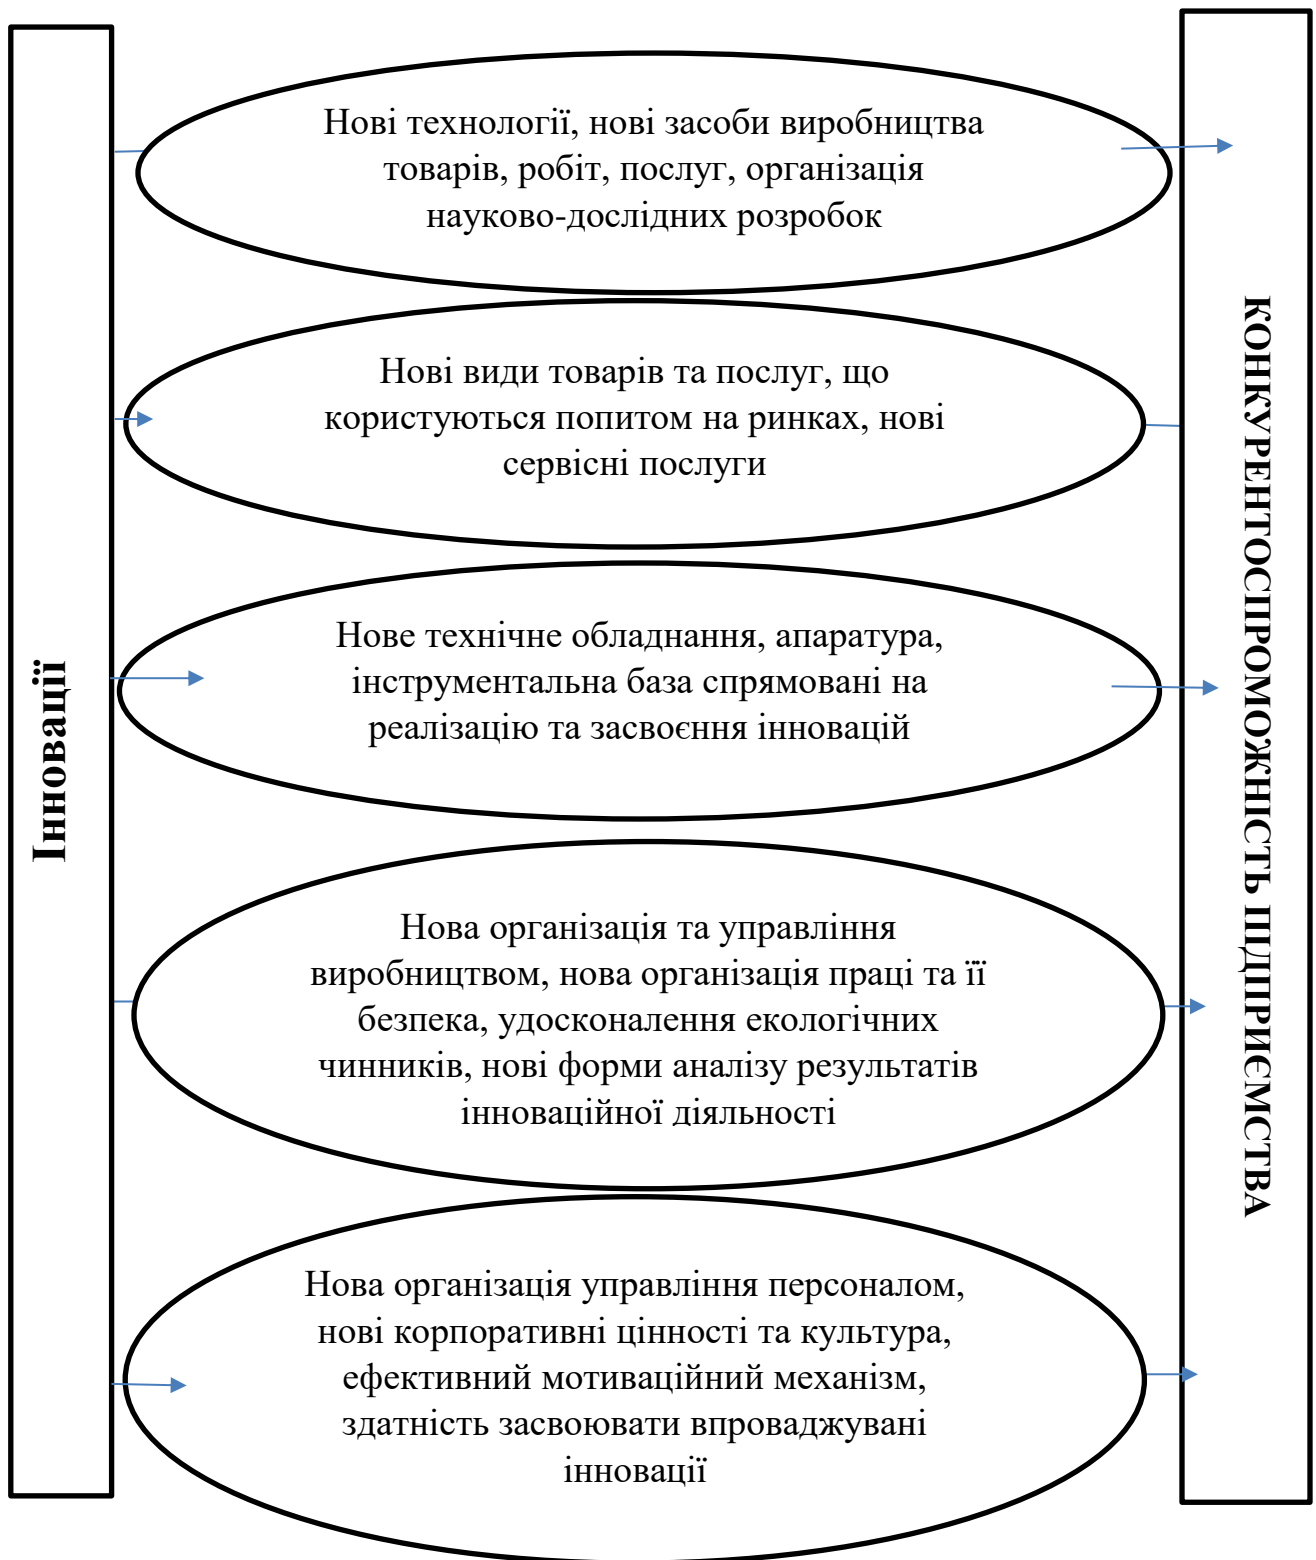 Інновації
Нові технології, нові засоби виробництва
товарів, робіт, послуг, організація
науково-дослідних розробок
Нові види товарів та послуг, що
користуються попитом на ринках, нові
сервісні послуги
Нове технічне обладнання, апаратура,
інструментальна база спрямовані на
реалізацію та засвоєння інновацій
Нова організація та управління
виробництвом, нова організація праці та її
безпека, удосконалення екологічних
чинників, нові форми аналізу результатів
інноваційної діяльності
Нова організація управління персоналом,
нові корпоративні цінності та культура,
ефективний мотиваційний механізм,
здатність засвоювати впроваджувані
інновації
КОНКУРЕНТОСПРОМОЖНІСТЬ ПІДПРИЄМСТВА